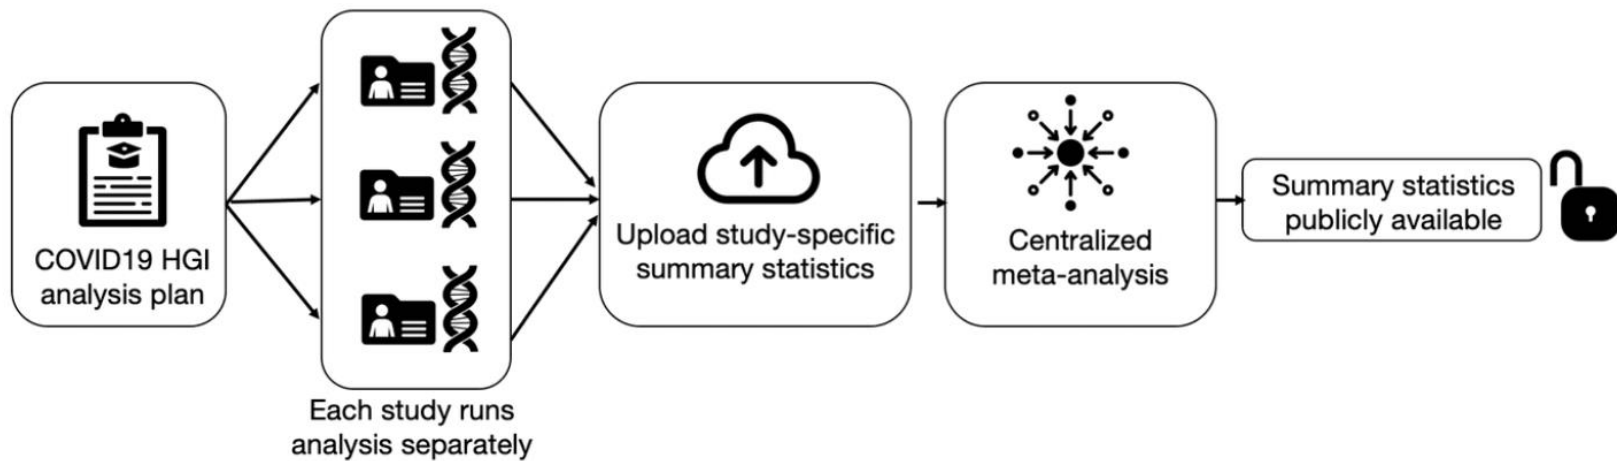 COVID19 HGI
analysis plan
Each study runs
analysis separately
Upload study-specific
summary statistics
Centralized
meta-analysis
Summary statistics
publicly available